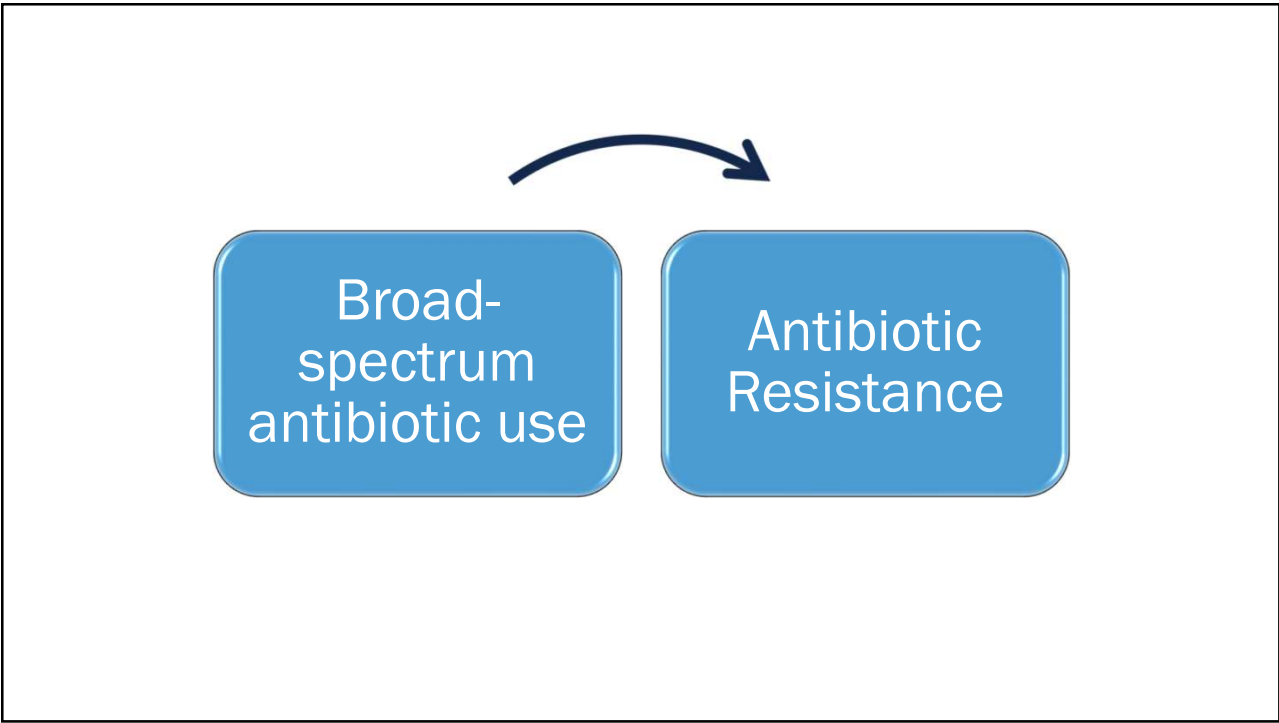 Broad-
spectrum
antibiotic use
Antibiotic
Resistance